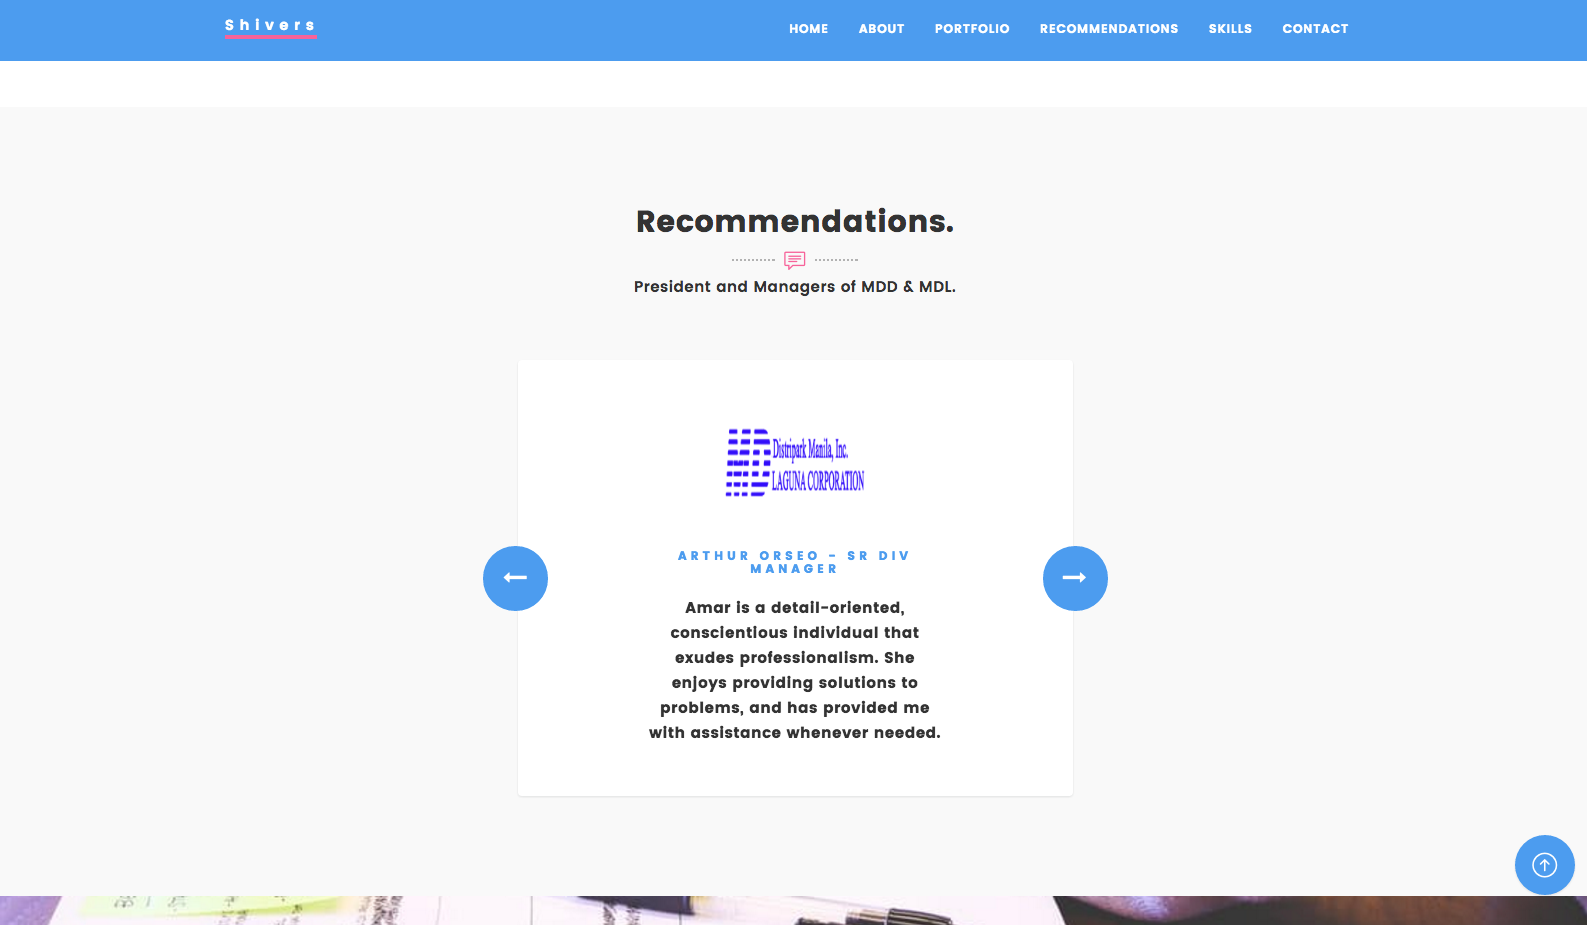 Shivers
HOME ABOUT PORTFOLIO RECOMMENDATIONS SKILLS CONTACT
Recommendations.
President and Managers of MDD & MDL.
Distripark Manila, Inc.
LAGUNA CORPORATION
ARTHUR ORSEO - SR DIV
MANAGER
Amar is a detail-oriented,
conscientious individual that
exudes professionalism. She
enjoys providing solutions to
problems, and has provided me
with assistance whenever needed.